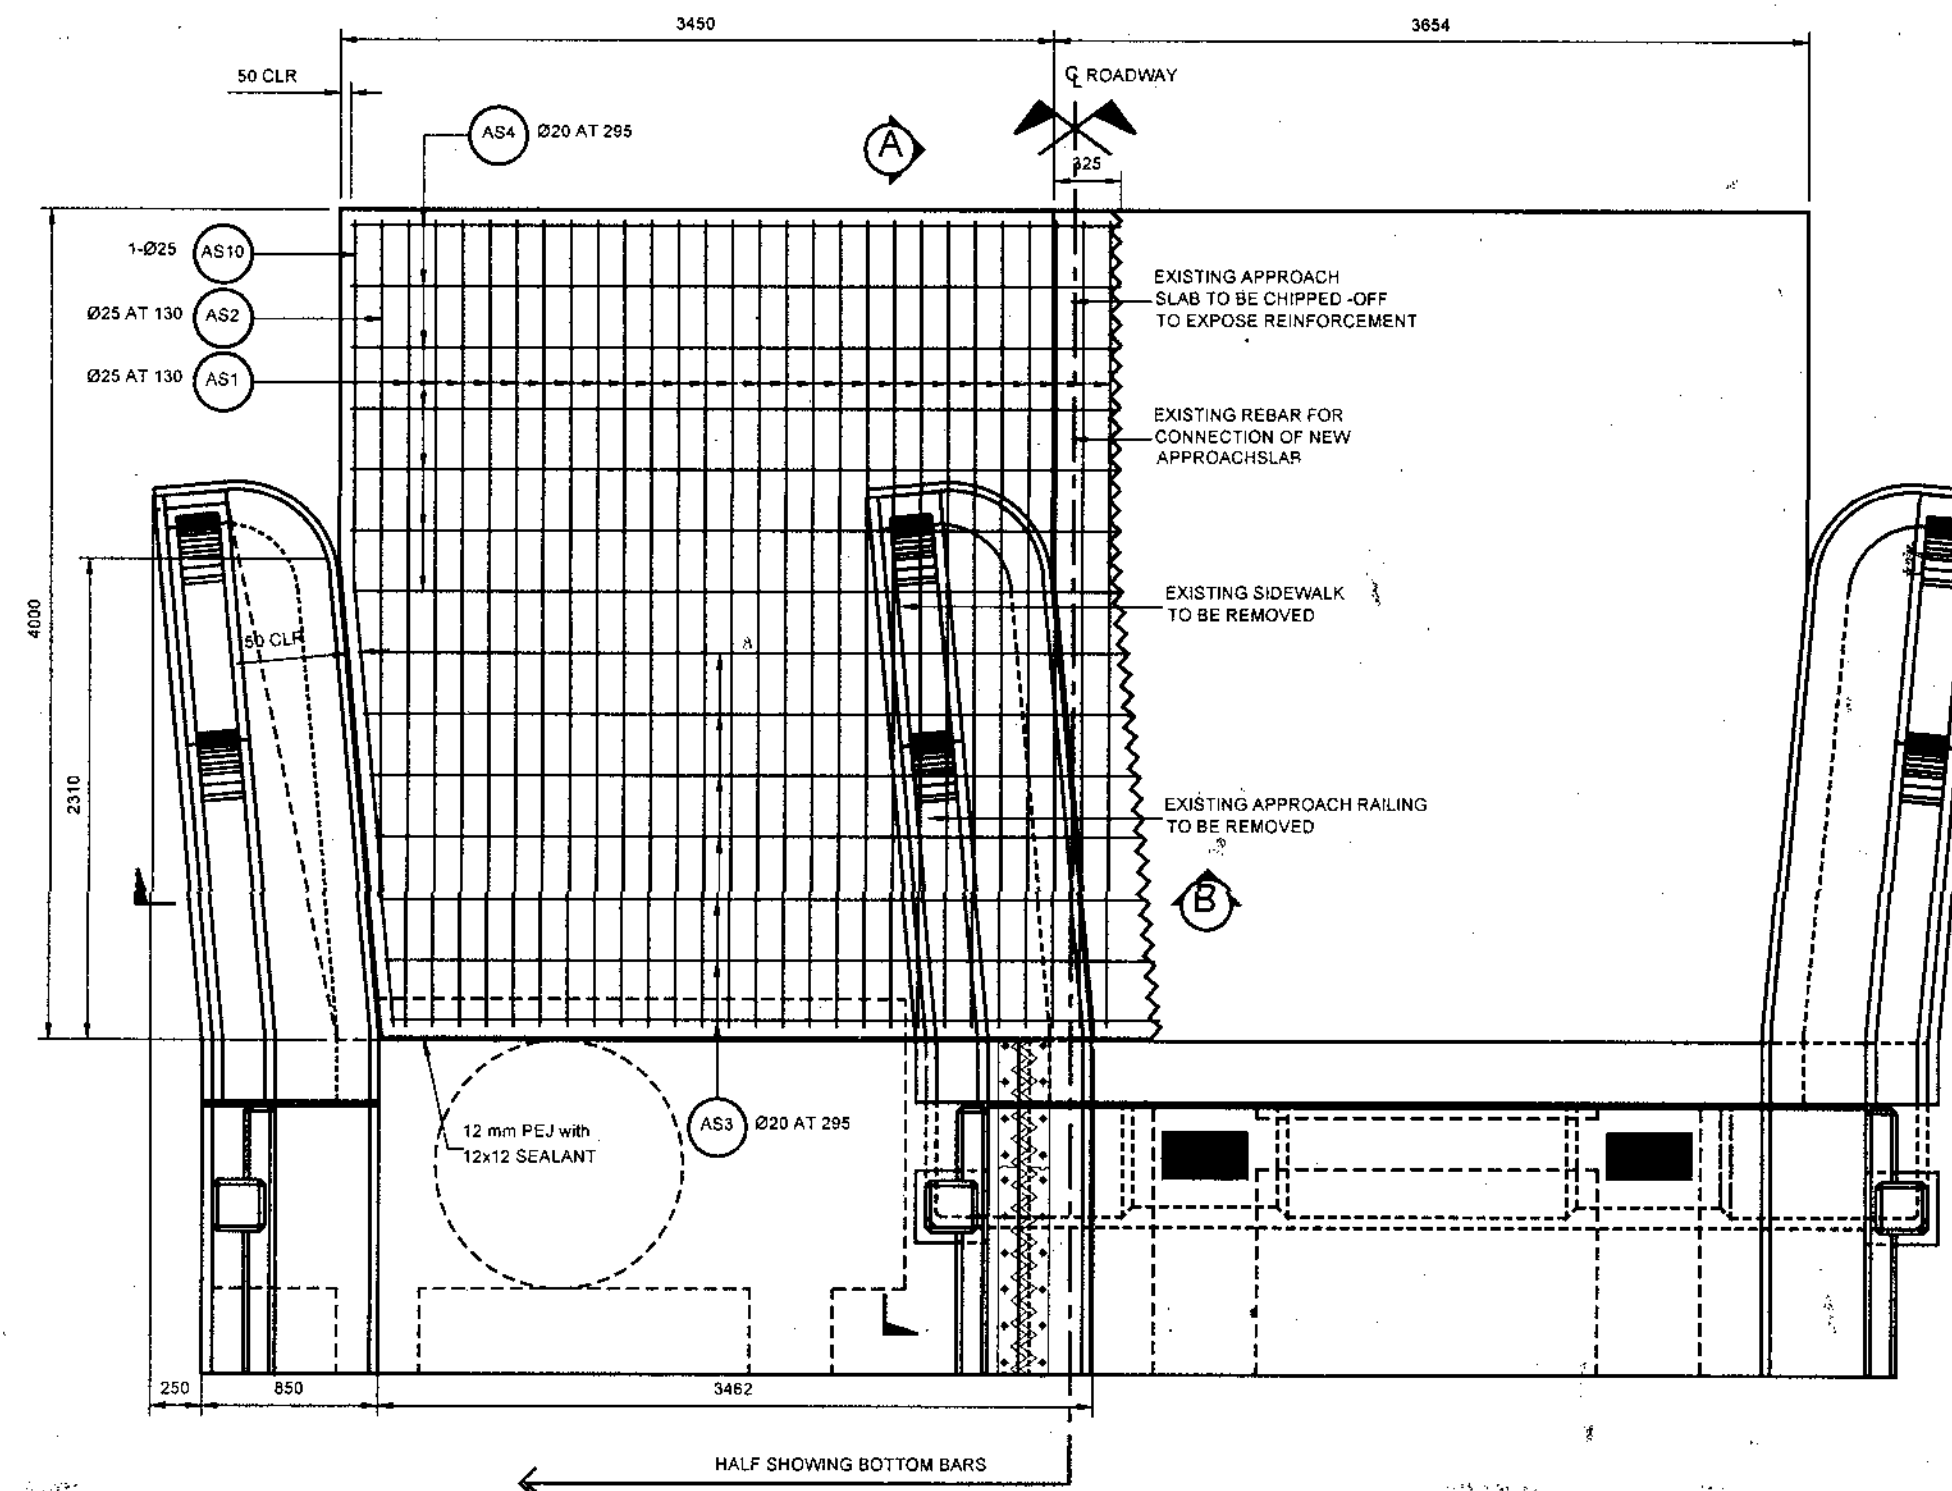 3450
3654
50 CLR
℄ ROADWAY
AS4 Ø20 AT 295
A
325
1-Ø25 AS10
Ø25 AT 130 AS2
Ø25 AT 130 AS1
EXISTING APPROACH
SLAB TO BE CHIPPED -OFF
TO EXPOSE REINFORCEMENT
EXISTING REBAR FOR
CONNECTION OF NEW
APPROACHSLAB
EXISTING SIDEWALK
TO BE REMOVED
4000
50 CLR
2310
EXISTING APPROACH RAILING
TO BE REMOVED
B
AS3 Ø20 AT 295
12 mm PEJ with
12x12 SEALANT
250
850
3462
HALF SHOWING BOTTOM BARS